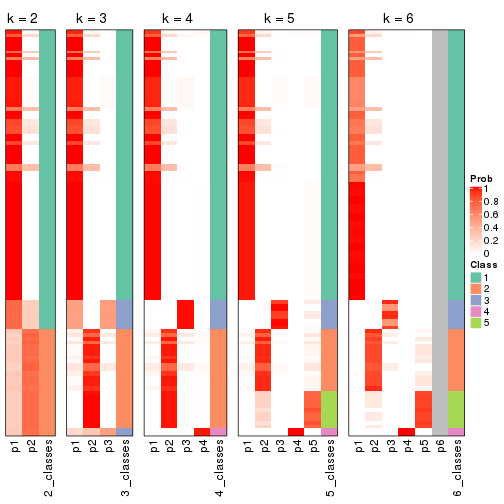 k = 2
k = 3
k = 4
k = 5
k = 6
Prob
1
0.8
0.6
0.4
0.2
0
Class
1
2
3
4
5
p1
p2
2_classes
p1
p2
p3
3_classes
p1
p2
p3
p4
4_classes
p1
p2
p3
p4
p5
5_classes
p1
p2
p3
p4
p5
p6
6_classes